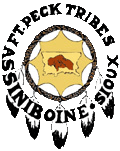 FT. PECK TRIBES
ASSINIBOINE • SIOUX